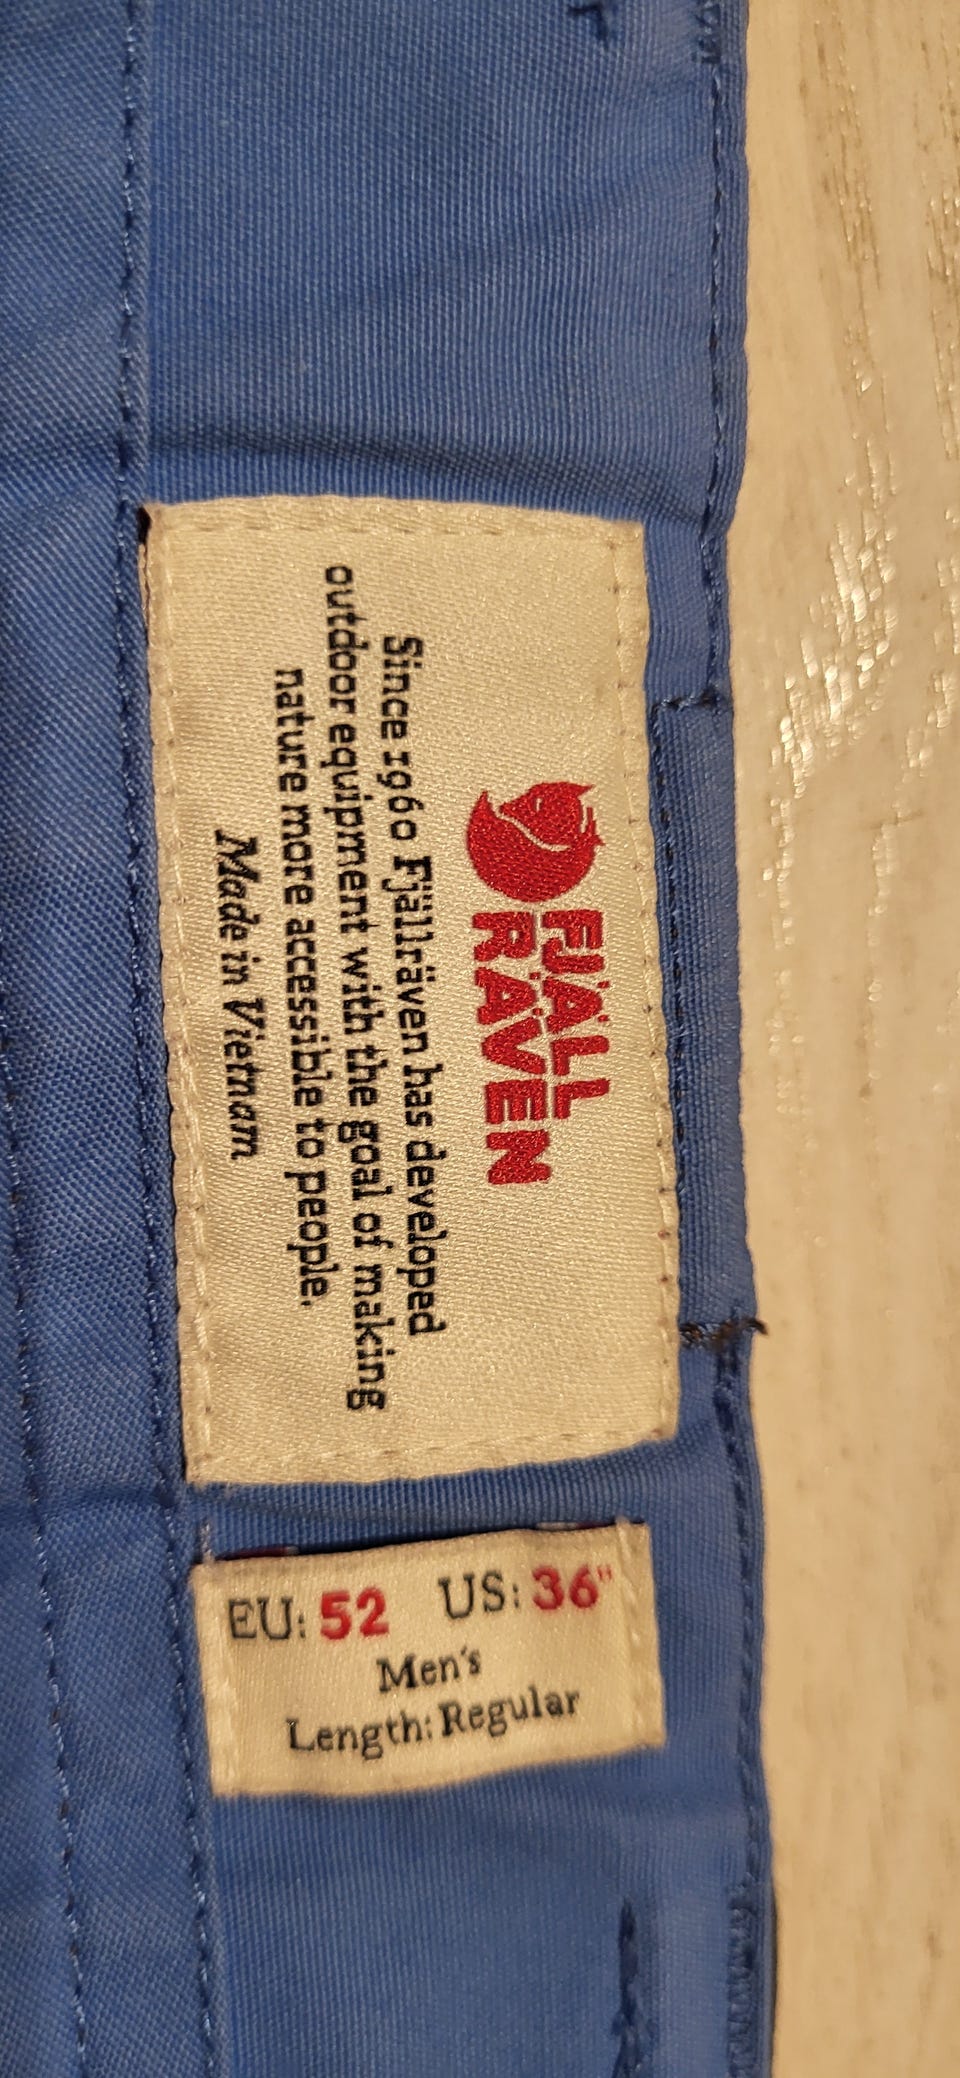 FJÄLL
RÄVEN
Since 1960 Fjällräven has developed
outdoor equipment with the goal of making
nature more accessible to people.
Made in Vietnam
EU: 52 US: 36"
Men's
Length: Regular